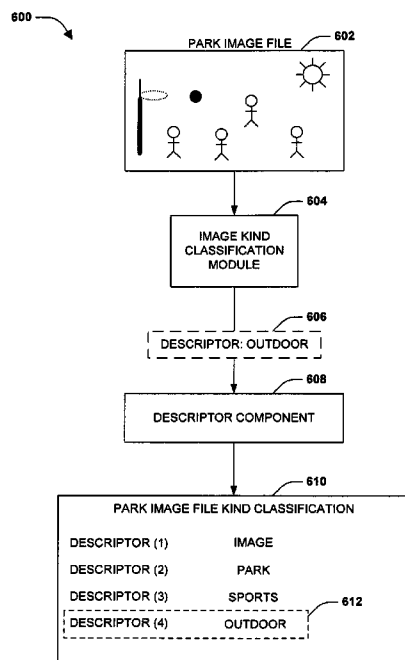 600
PARK IMAGE FILE
602
604
IMAGE KIND
CLASSIFICATION
MODULE
606
DESCRIPTOR: OUTDOOR
608
DESCRIPTOR COMPONENT
610
PARK IMAGE FILE KIND CLASSIFICATION
DESCRIPTOR (1) IMAGE
DESCRIPTOR (2) PARK
DESCRIPTOR (3) SPORTS
612
DESCRIPTOR (4) OUTDOOR